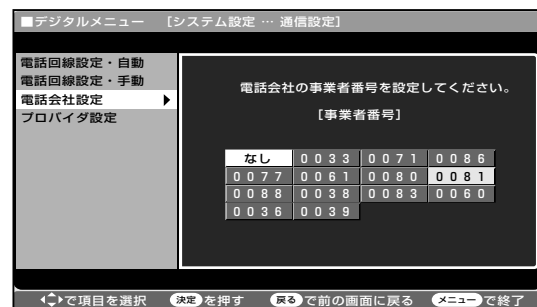 ■デジタルメニュー [システム設定 … 通信設定]
電話回線設定・自動
電話回線設定・手動
電話会社設定
プロバイダ設定
電話会社の事業者番号を設定してください。
[事業者番号]
なし 0033 0071 0086
0077 0061 0080 0081
0088 0038 0083 0060
0036 0039
で項目を選択 決定を押す 戻るで前の画面に戻る メニューで終了